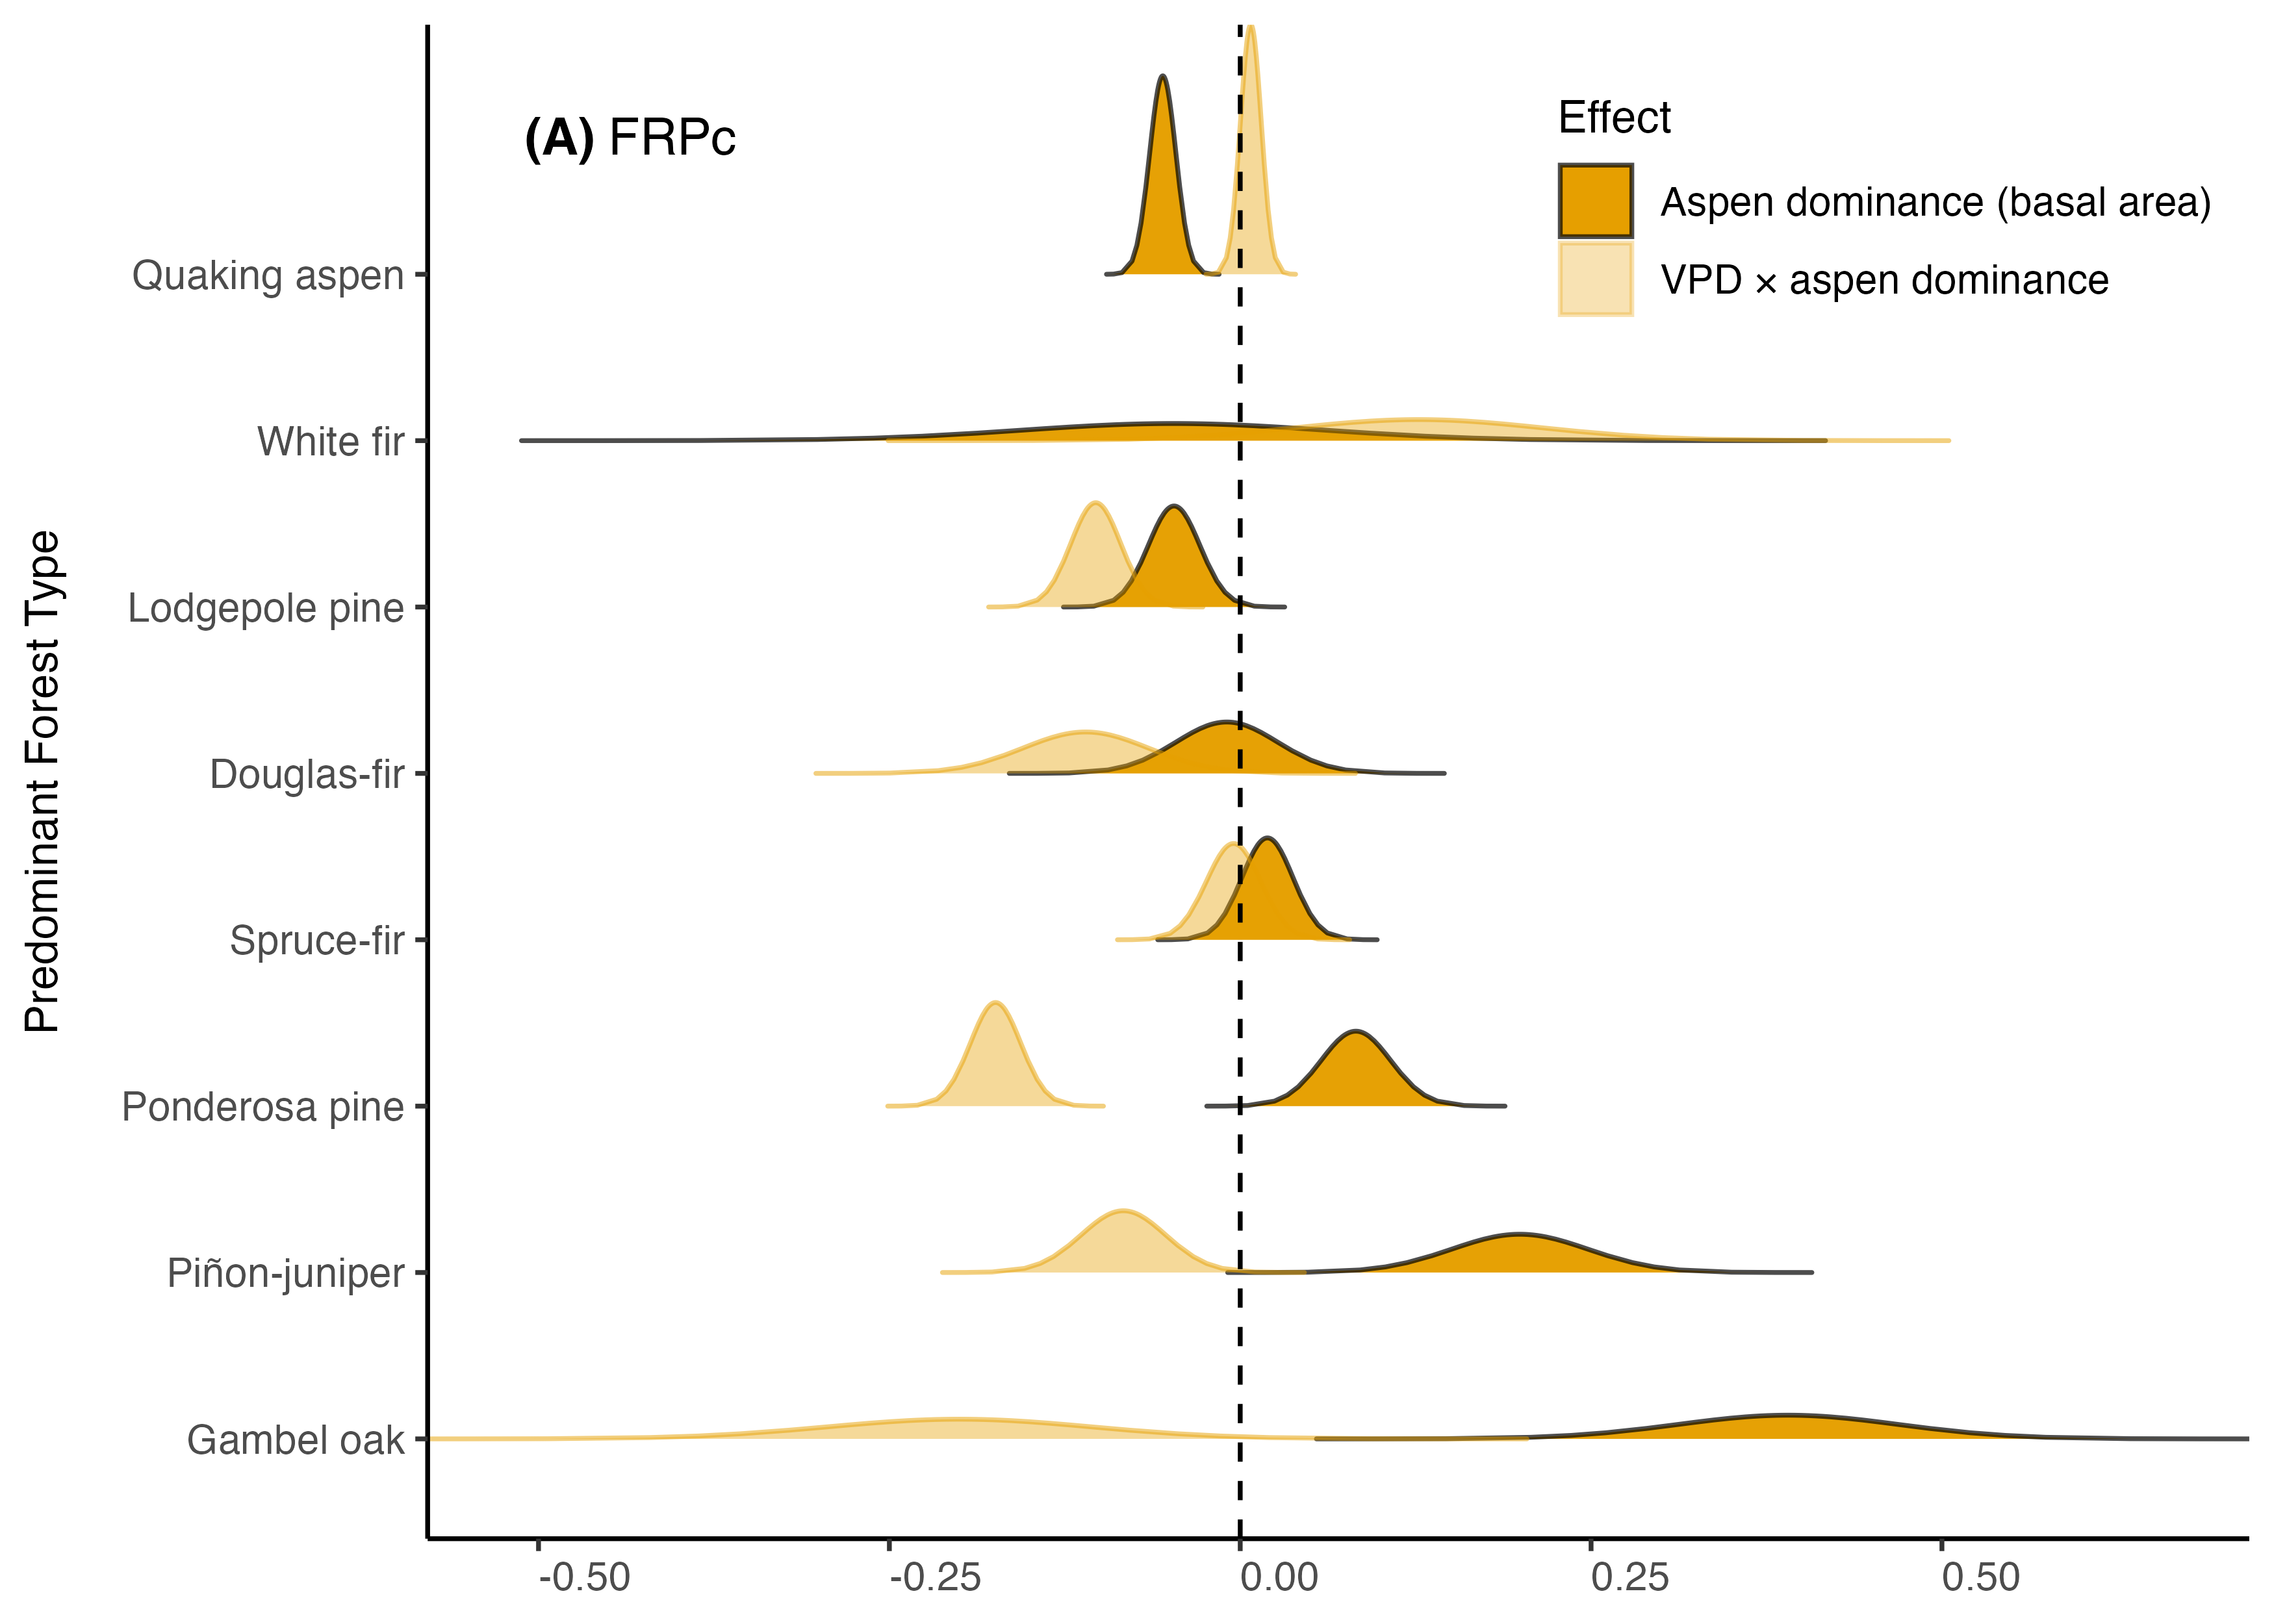 (A) FRPc
Effect
Aspen dominance (basal area)
VPD × aspen dominance
Predominant Forest Type
Quaking aspen
White fir
Lodgepole pine
Douglas-fir
Spruce-fir
Ponderosa pine
Piñon-juniper
Gambel oak
-0.50 -0.25 0.00 0.25 0.50